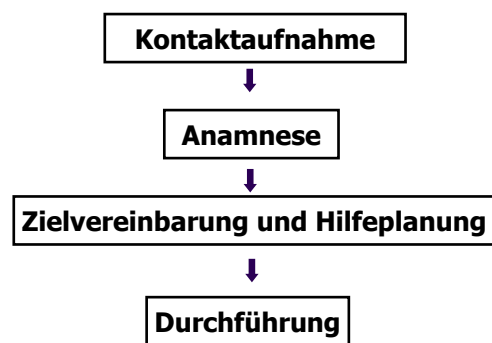 Kontaktaufnahme
Anamnese
Zielvereinbarung und Hilfeplanung
Durchführung